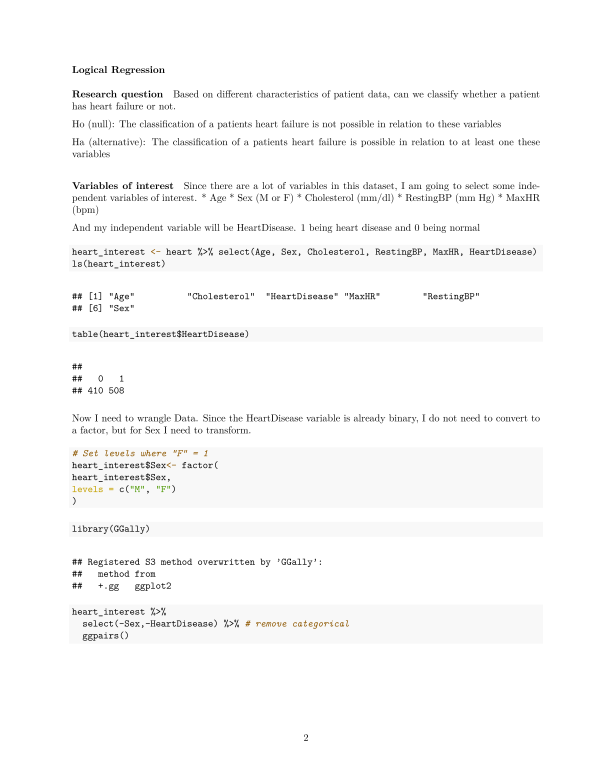 Logical Regression
Research question Based on different characteristics of patient data, can we classify whether a patient
has heart failure or not.
Ho (null): The classification of a patients heart failure is not possible in relation to these variables
Ha (alternative): The classification of a patients heart failure is possible in relation to at least one these
variables
Variables of interest Since there are a lot of variables in this dataset, I am going to select some inde-
pendent variables of interest. * Age * Sex (M or F) * Cholesterol (mm/dl) * RestingBP (mm Hg) * MaxHR
(bpm)
And my independent variable will be HeartDisease. 1 being heart disease and 0 being normal
heart_interest <- heart %>% select(Age, Sex, Cholesterol, RestingBP, MaxHR, HeartDisease)
ls(heart_interest)
## [1] "Age" "Cholesterol" "HeartDisease" "MaxHR" "RestingBP"
## [6] "Sex"
table(heart_interest$HeartDisease)
##
## 0 1
## 410 508
Now I need to wrangle Data. Since the HeartDisease variable is already binary, I do not need to convert to
a factor, but for Sex I need to transform.
# Set levels where "F" = 1
heart_interest$Sex<- factor(
heart_interest$Sex,
levels = c("M", "F")
)
library(GGally)
## Registered S3 method overwritten by 'GGally':
## method from
## +.gg ggplot2
heart_interest %>%
select(-Sex,-HeartDisease) %>% # remove categorical
ggpairs()
2